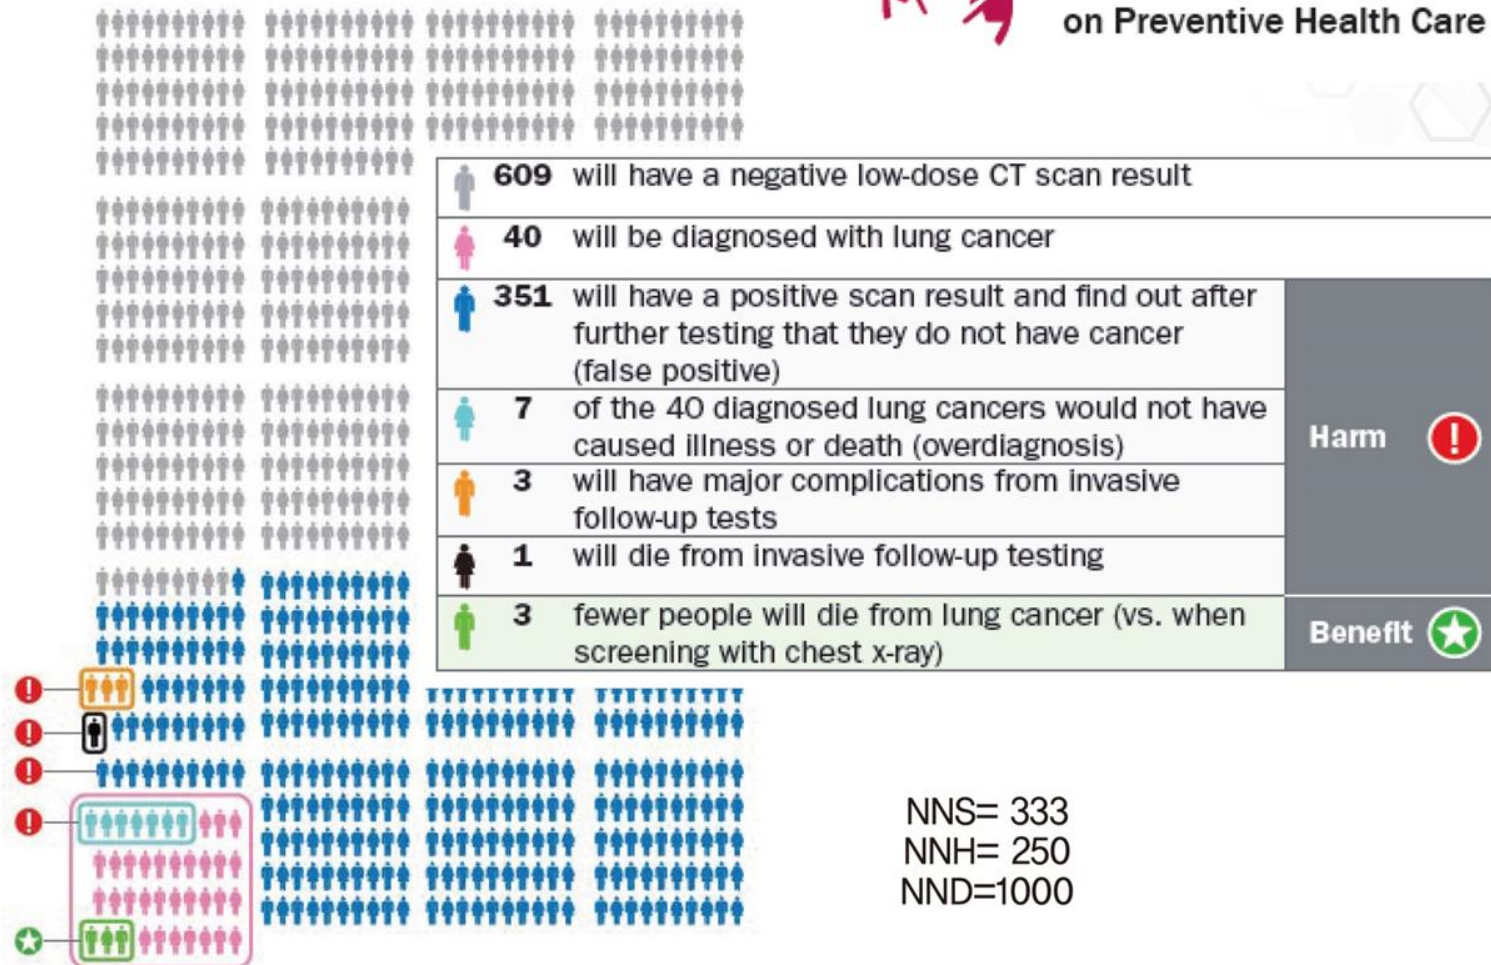 on Preventive Health Care
609 will have a negative low-dose CT scan result
40 will be diagnosed with lung cancer
351 will have a positive scan result and find out after
further testing that they do not have cancer
(false positive)
7 of the 40 diagnosed lung cancers would not have
caused illness or death (overdiagnosis)
3 will have major complications from invasive
follow-up tests
1 will die from invasive follow-up testing
Harm !
3 fewer people will die from lung cancer (vs. when
screening with chest x-ray)
Benefit
!
!
!
!
NNS= 333
NNH= 250
NND=1000